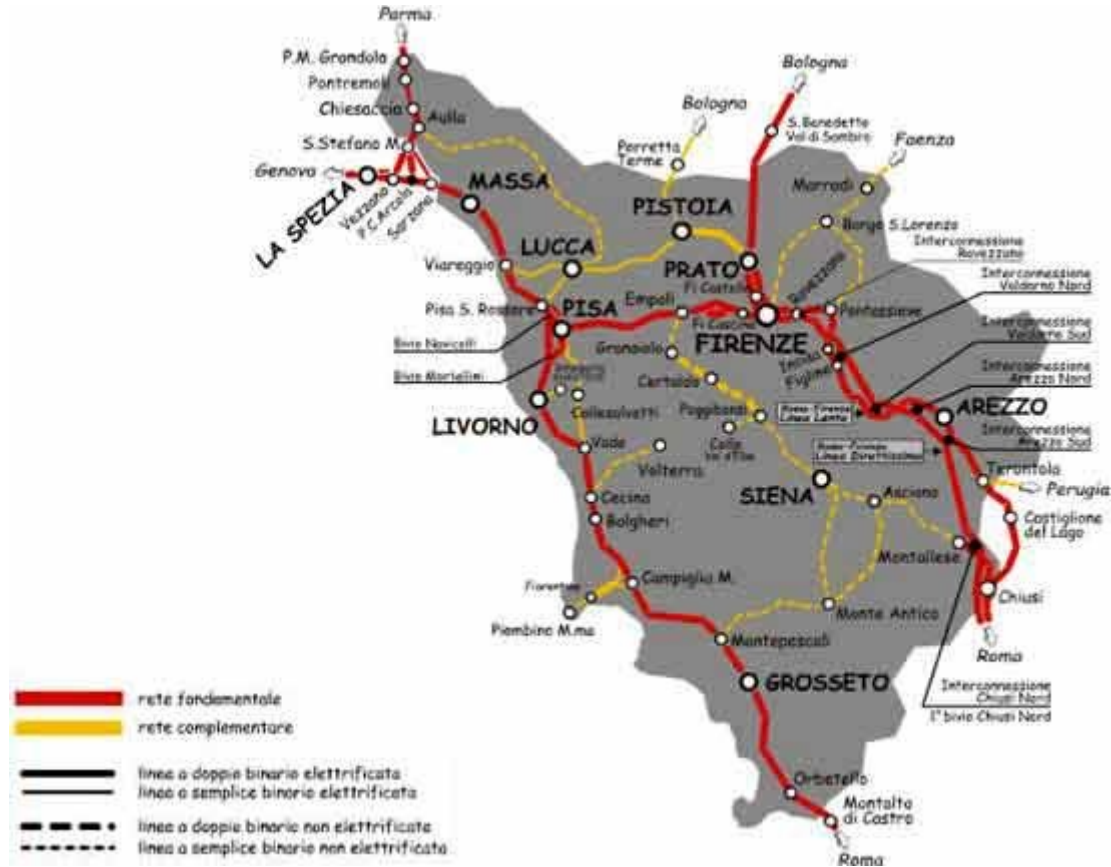 Parma
P.M. Grondola
Pontremoli
Chiesaccia
Aulla
S.Stefano M.
Genova
LA SPEZIA
Vezzano
P.C. Arcola
Sarzana
MASSA
Bologna
Bologna
S. Benedetto
Val di Sambro
Faenza
Porretta
Terme
Marradi
PISTOIA
Borgo S.Lorenzo
LUCCA
PRATO
Interconnessione
Rovezzano
Viareggio
Fi Castello
Rovezzano
Interconnessione
Valdarno Nord
Pisa S. Rossore
PISA
Empoli
Fi Cascine
Pontassieve
FIRENZE
Interconnessione
Valdarno Sud
Bivio Navicelli
Granaiolo
Incisa
Figline
Interconnessione
Arezzo Nord
Bivio Mortellini
Certaldo
Collesalvetti
Poggibonsi
Roma-Firenze
Linea Lenta
AREZZO
LIVORNO
Colle
Val d'Elsa
Roma-Firenze
Linea Direttissima
Interconnessione
Arezzo Sud
Vada
Volterra
Terontola
SIENA
Asciano
Perugia
Cecina
Bolgheri
Castiglione
del Lago
Montallese
Fiorentina
Campiglia M.
Chiusi
Piombino M.ma
Monte Antico
Montepescali
Roma
GROSSETO
Interconnessione
Chiusi Nord
1° bivio Chiusi Nord
rete fondamentale
rete complementare
linea a doppio binario elettrificata
linea a semplice binario elettrificata
linea a doppio binario non elettrificata
linea a semplice binario non elettrificata
Orbetello
Montalto
di Castro
Roma